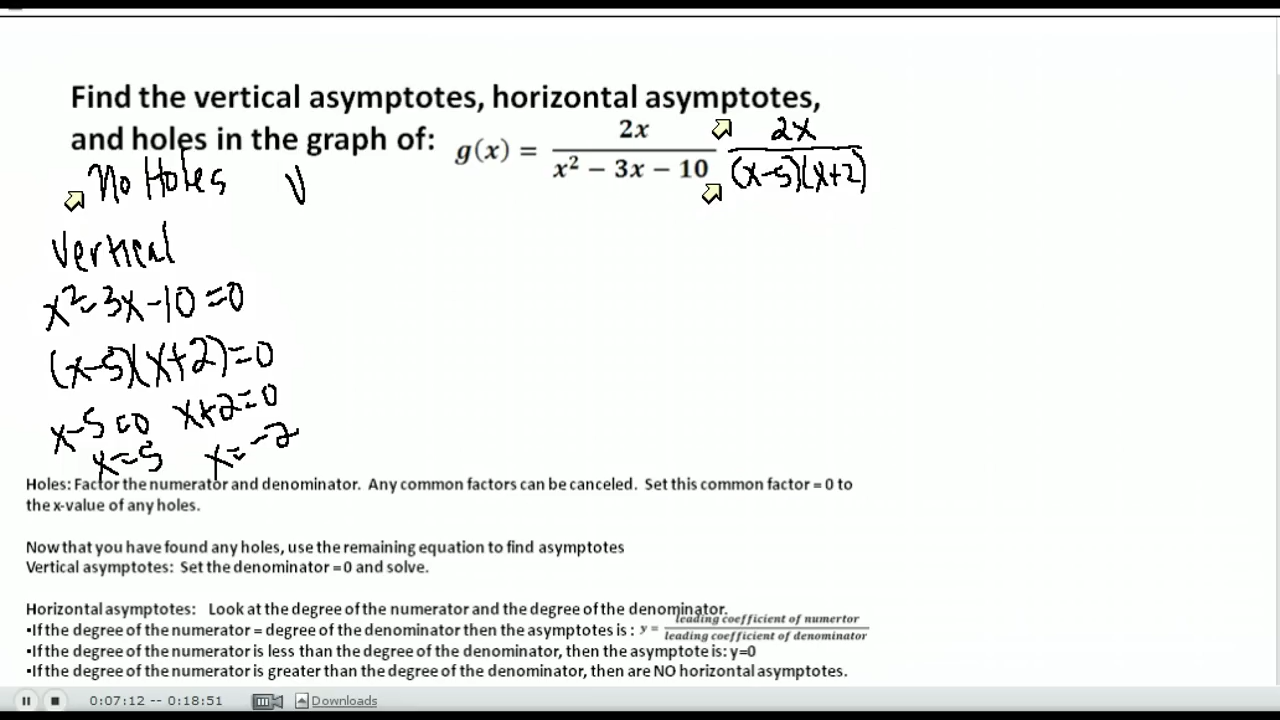 Find the vertical asymptotes, horizontal asymptotes,
and holes in the graph of: g(x) = 2x / x² − 3x − 10
2x / (x-5)(x+2)
No Holes V
Vertical
x²-3x-10=0
(x-5)(x+2)=0
x-5=0 x+2=0
x=5 x=-2
Holes: Factor the numerator and denominator. Any common factors can be canceled. Set this common factor = 0 to
the x-value of any holes.
Now that you have found any holes, use the remaining equation to find asymptotes
Vertical asymptotes: Set the denominator =0 and solve.
Horizontal asymptotes: Look at the degree of the numerator and the degree of the denominator.
▪If the degree of the numerator = degree of the denominator then the asymptotes is : y = leading coefficient of numertor / leading coefficient of denominator
▪If the degree of the numerator is less than the degree of the denominator, then the asymptote is: y=0
▪If the degree of the numerator is greater than the degree of the denominator, then are NO horizontal asymptotes.
0:07:12 -- 0:18:51 Downloads